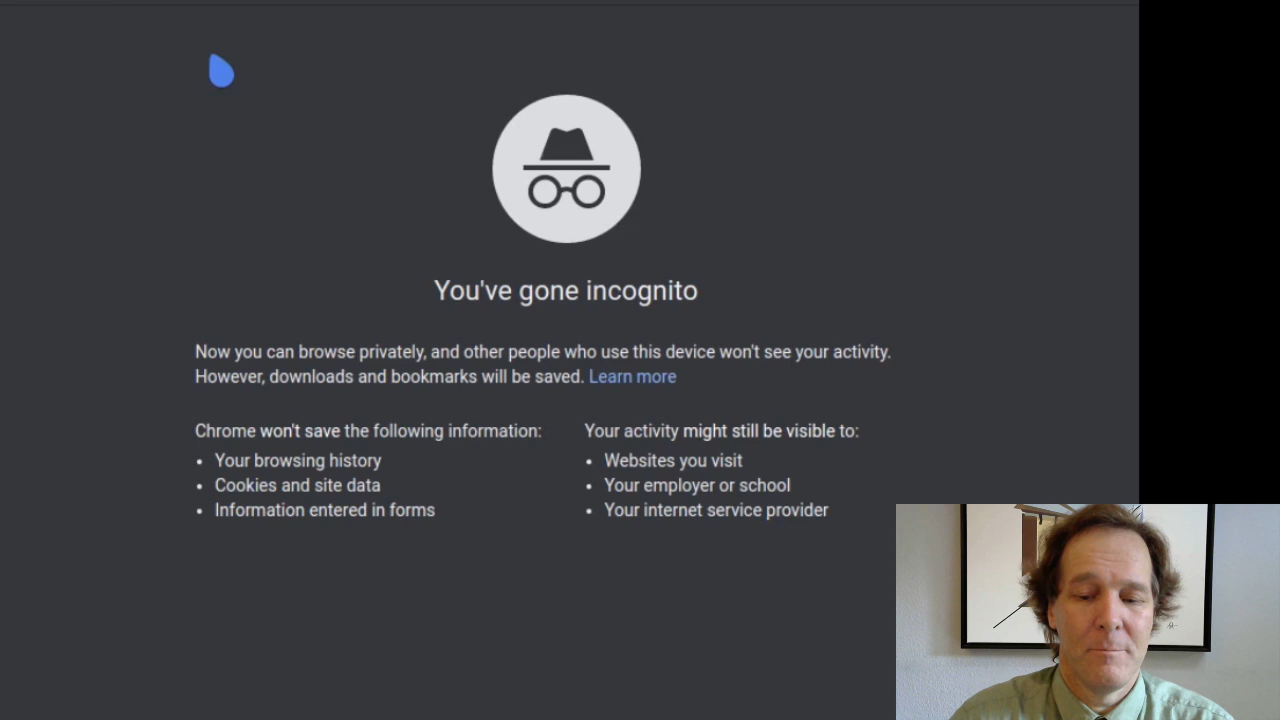 You've gone incognito
Now you can browse privately, and other people who use this device won't see your activity.
However, downloads and bookmarks will be saved. Learn more
Chrome won't save the following information:
• Your browsing history
• Cookies and site data
• Information entered in forms
Your activity might still be visible to:
• Websites you visit
• Your employer or school
• Your internet service provider